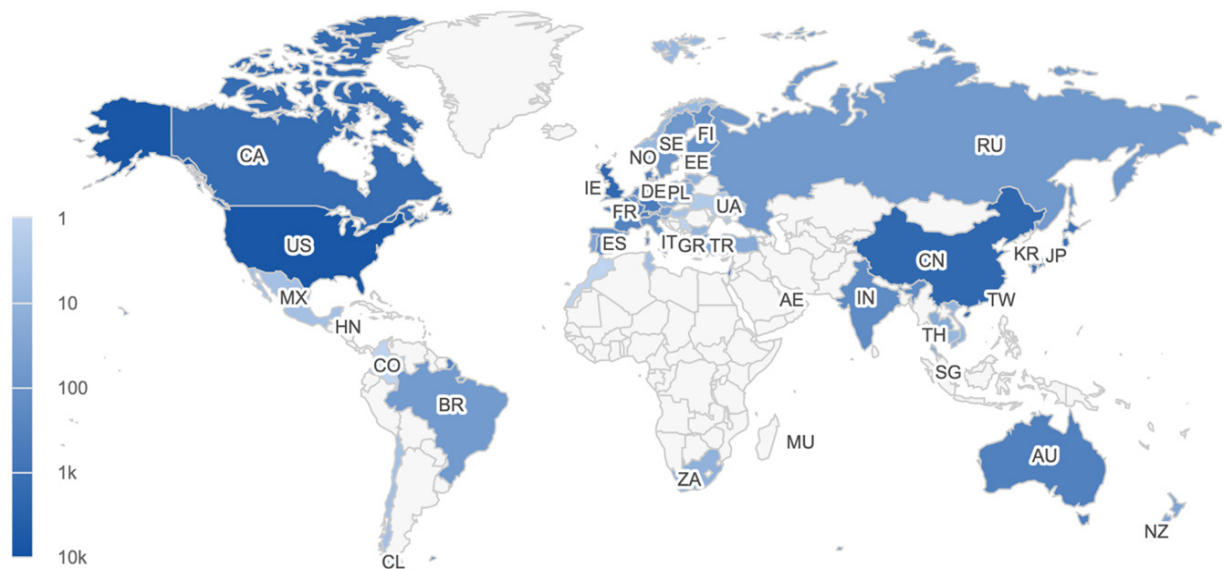 CA
US
MX
HN
CO
BR
CL
NO
SE
FI
EE
IE
DE
PL
FR
UA
ES
IT
GR
TR
RU
CN
KR
JP
TW
IN
AE
TH
SG
MU
ZA
AU
NZ
1
10
100
1k
10k